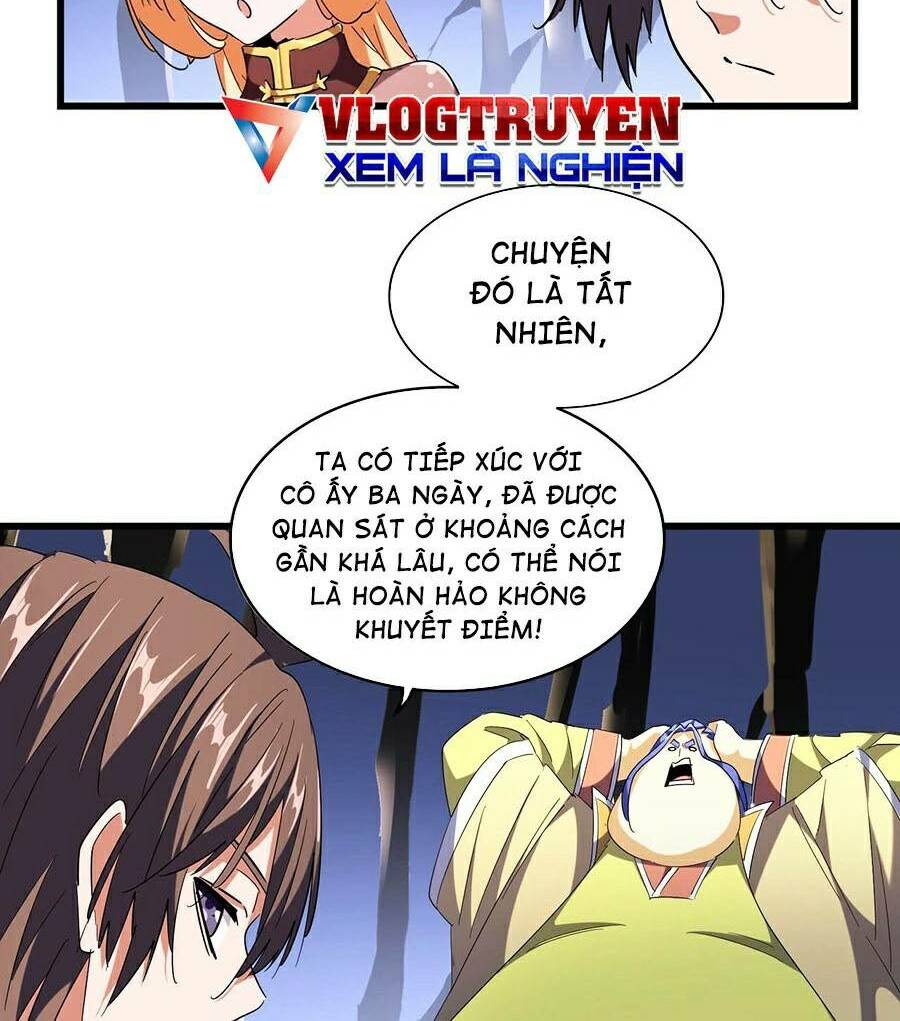 VLOGTRUYEN
XEM LÀ NGHIỆN
CHUYỆN
ĐÓ LÀ TẤT
NHIÊN,
TA CÓ TIẾP XÚC VỚI
CÔ ẤY BA NGÀY, ĐÃ ĐƯỢC
QUAN SÁT Ở KHOẢNG CÁCH
GẦN KHÁ LÂU, CÓ THỂ NÓI
LÀ HOÀN HẢO KHÔNG
KHUYẾT ĐIỂM!